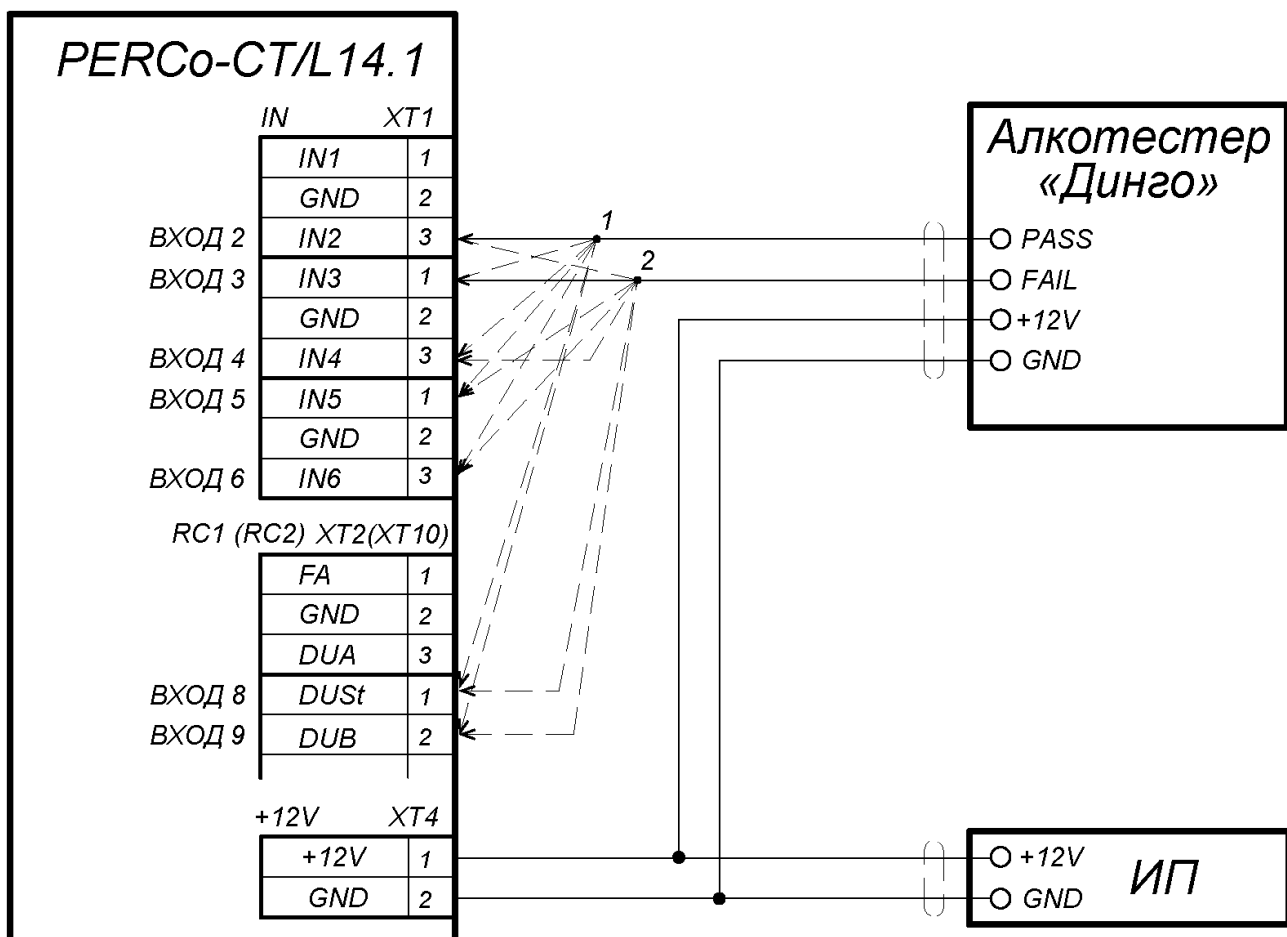 PERCo-CT/L14.1
IN XT1
IN1 1
GND 2
ВХОД 2 IN2 3
ВХОД 3 IN3 1
GND 2
ВХОД 4 IN4 3
ВХОД 5 IN5 1
GND 2
ВХОД 6 IN6 3
RC1 (RC2) XT2(XT10)
FA 1
GND 2
DUA 3
ВХОД 8 DUSt 1
ВХОД 9 DUB 2
+12V XT4
+12V 1
GND 2
1
2
Алкотестер
«Динго»
PASS
FAIL
+12V
GND
+12V
ИП
GND